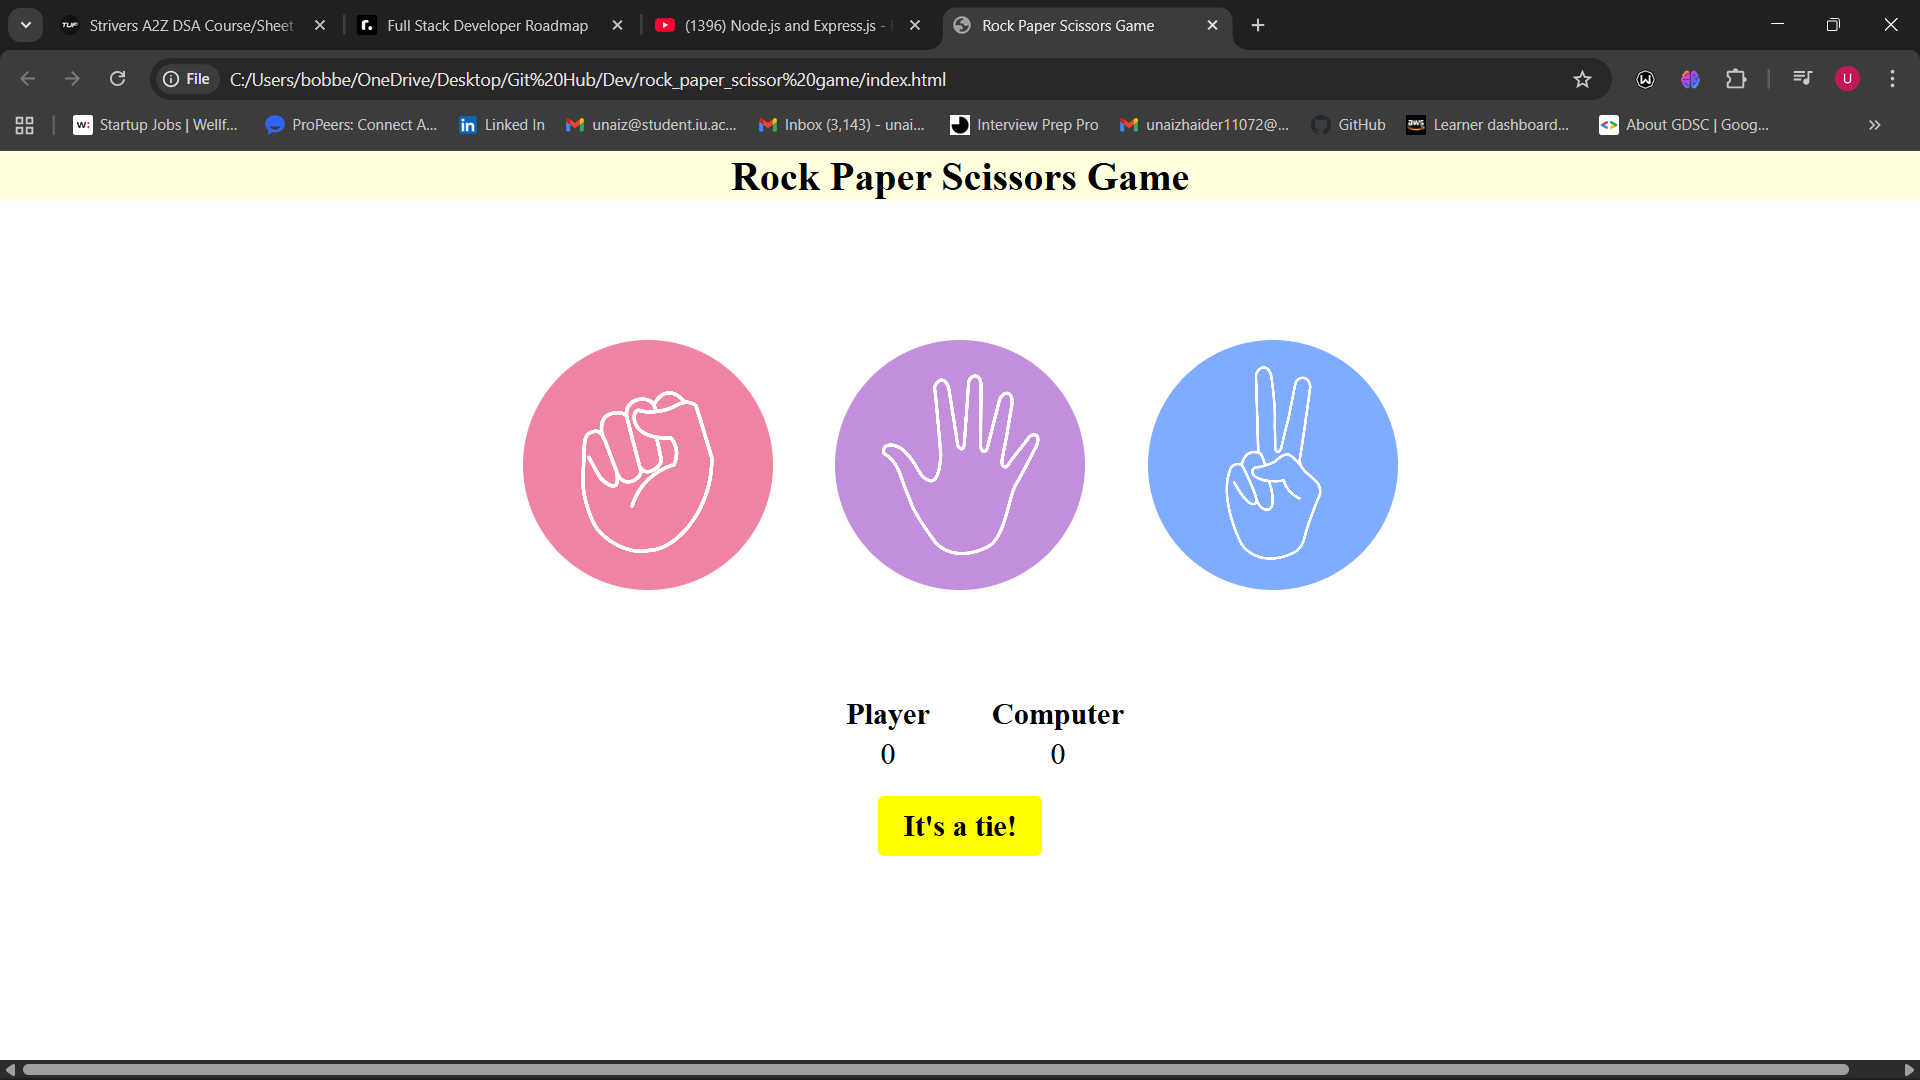 TUF Strivers A2Z DSA Course/Sheet
r. Full Stack Developer Roadmap
(1396) Node.js and Express.js -
Rock Paper Scissors Game
File C:/Users/bobbe/OneDrive/Desktop/Git%20Hub/Dev/rock_paper_scissor%20game/index.html
U
w: Startup Jobs | Wellf...
ProPeers: Connect A...
in Linked In
unaiz@student.iu.ac...
Inbox (3,143) - unai...
Interview Prep Pro
unaizhaider11072@...
GitHub
aws Learner dashboard...
About GDSC | Goog...
Rock Paper Scissors Game
Player Computer
0 0
It's a tie!